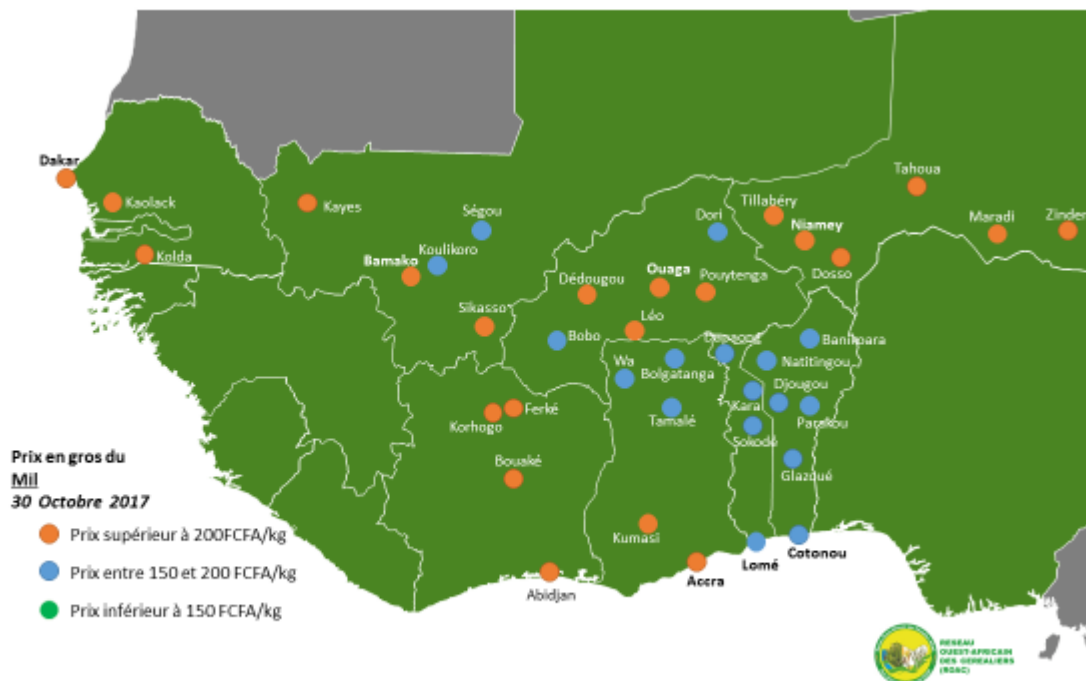 Dakar
Kaolack
Kolda
Kayes
Ségou
Koulikoro
Bamako
Sikasso
Dori
Dédougou
Ouaga
Pouytenga
Léo
Bobo
Tillabéry
Niamey
Dosso
Tahoua
Maradi
Zinder
Wa
Bolgatanga
Tamalé
Dapaong
Banikoara
Natitingou
Djougou
Kara
Parakou
Sokodé
Glazoué
Ferké
Korhogo
Bouaké
Kumasi
Abidjan
Accra
Lomé
Cotonou
Prix en gros du
Mil
30 Octobre 2017
Prix supérieur à 200FCFA/kg
Prix entre 150 et 200 FCFA/kg
Prix inférieur à 150 FCFA/kg
RESEAU
OUEST-AFRICAIN
DES CEREALIERS
(ROAC)